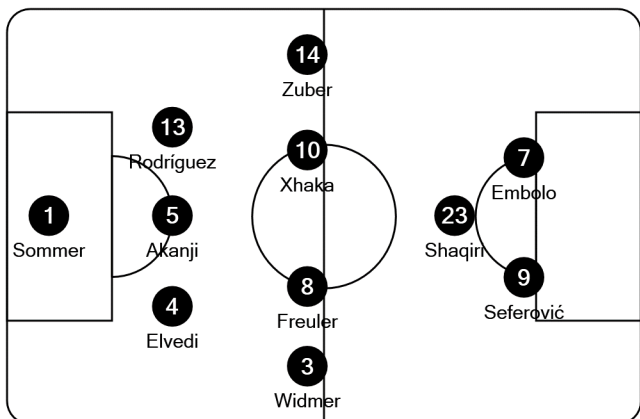 14
Zuber
13
Rodríguez
10
Xhaka
7
Embolo
1
Sommer
5
Akanji
23
Shaqiri
9
Seferović
8
Freuler
4
Elvedi
3
Widmer